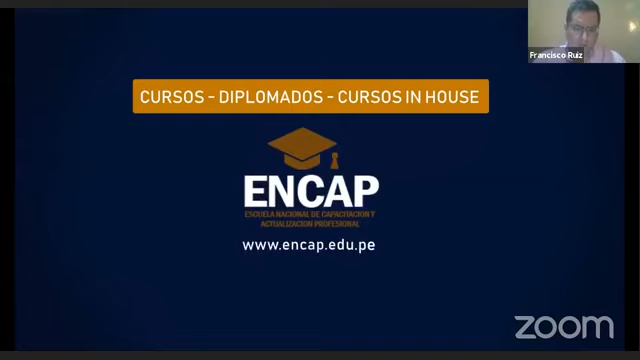 Francisco Ruiz
CURSOS - DIPLOMADOS - CURSOS IN HOUSE
ENCAP
ESCUELA NACIONAL DE CAPACITACION Y
ACTUALIZACION PROFESIONAL
www.encap.edu.pe
zoom